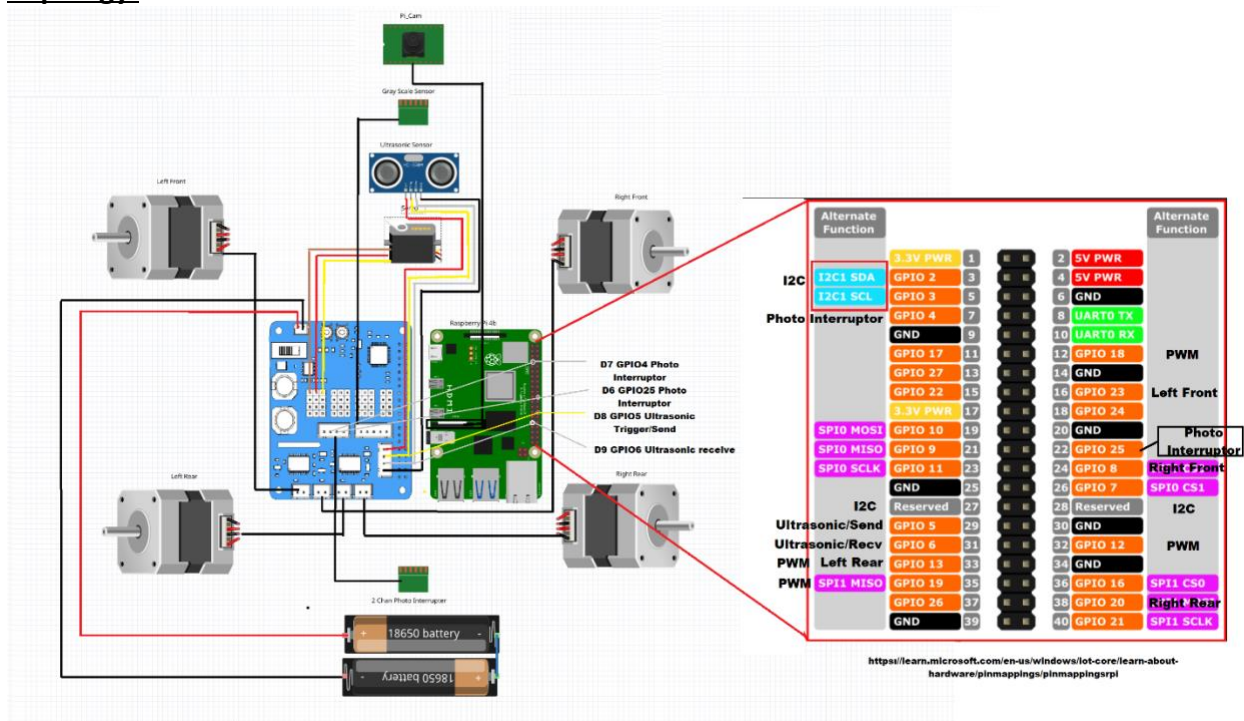 Pi_Cam
Gray Scale Sensor
Ultrasonic Sensor
Left Front
Right Front
Raspberry Pi 4b
D7 GPIO4 Photo
Interruptor
D6 GPIO25 Photo
Interruptor
D8 GPIO5 Ultrasonic
Trigger/Send
D9 GPIO6 Ultrasonic receive
Left Rear
Right Rear
2 Chan Photo Interrupter
+ 18650 battery -
+ 18650 battery -
Alternate
Function
Alternate
Function
3.3V PWR 1 2 5V PWR
I2C I2C1 SDA GPIO 2 3 4 5V PWR
I2C1 SCL GPIO 3 5 6 GND
Photo Interruptor GPIO 4 7 8 UART0 TX
GND 9 10 UART0 RX
GPIO 17 11 12 GPIO 18 PWM
GPIO 27 13 14 GND
GPIO 22 15 16 GPIO 23 Left Front
3.3V PWR 17 18 GPIO 24
SPI0 MOSI GPIO 10 19 20 GND Photo
SPI0 MISO GPIO 9 21 22 GPIO 25 Interruptor
SPI0 SCLK GPIO 11 23 24 GPIO 8 Right Front
GND 25 26 GPIO 7 SPI0 CS1
I2C Reserved 27 28 Reserved I2C
Ultrasonic/Send GPIO 5 29 30 GND
Ultrasonic/Recv GPIO 6 31 32 GPIO 12 PWM
PWM Left Rear GPIO 13 33 34 GND
PWM SPI1 MISO GPIO 19 35 36 GPIO 16 SPI1 CS0
GPIO 26 37 38 GPIO 20 Right Rear
GND 39 40 GPIO 21 SPI1 SCLK
https://learn.microsoft.com/en-us/windows/iot-core/learn-about-
hardware/pinmappings/pinmappingsrpi